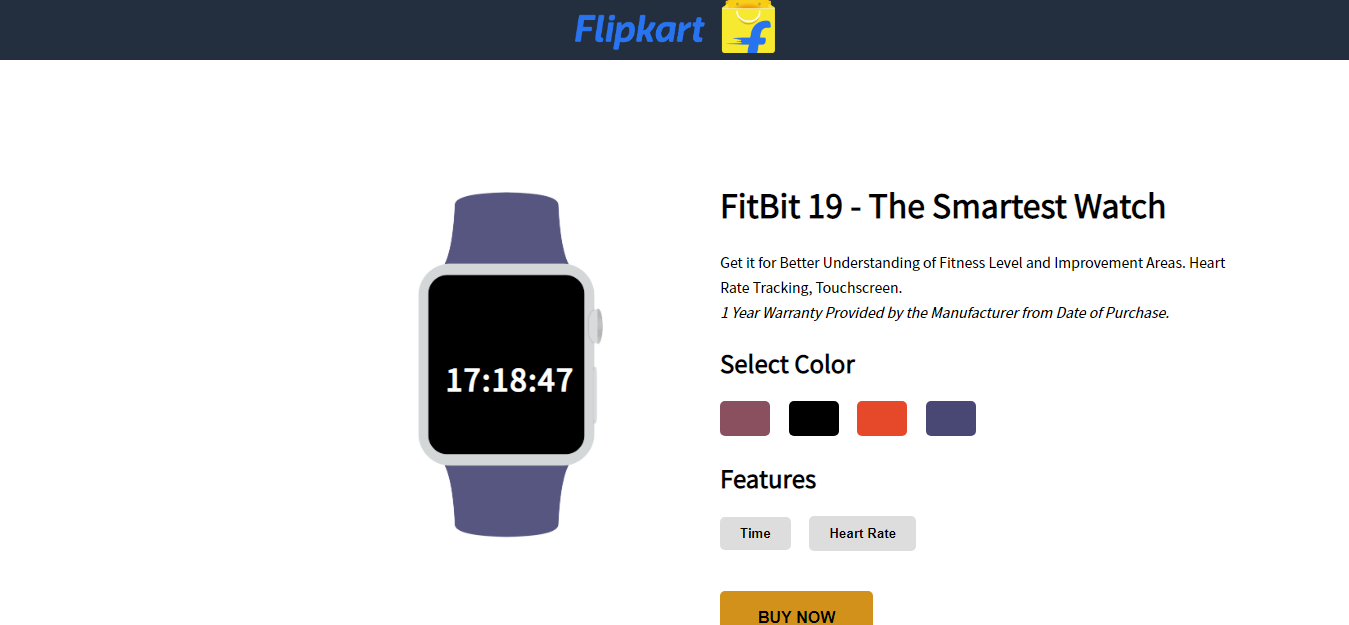 Flipkart
FitBit 19 - The Smartest Watch
Get it for Better Understanding of Fitness Level and Improvement Areas. Heart
Rate Tracking, Touchscreen.
1 Year Warranty Provided by the Manufacturer from Date of Purchase.
17:18:47
Select Color
Features
Time Heart Rate
BUY NOW